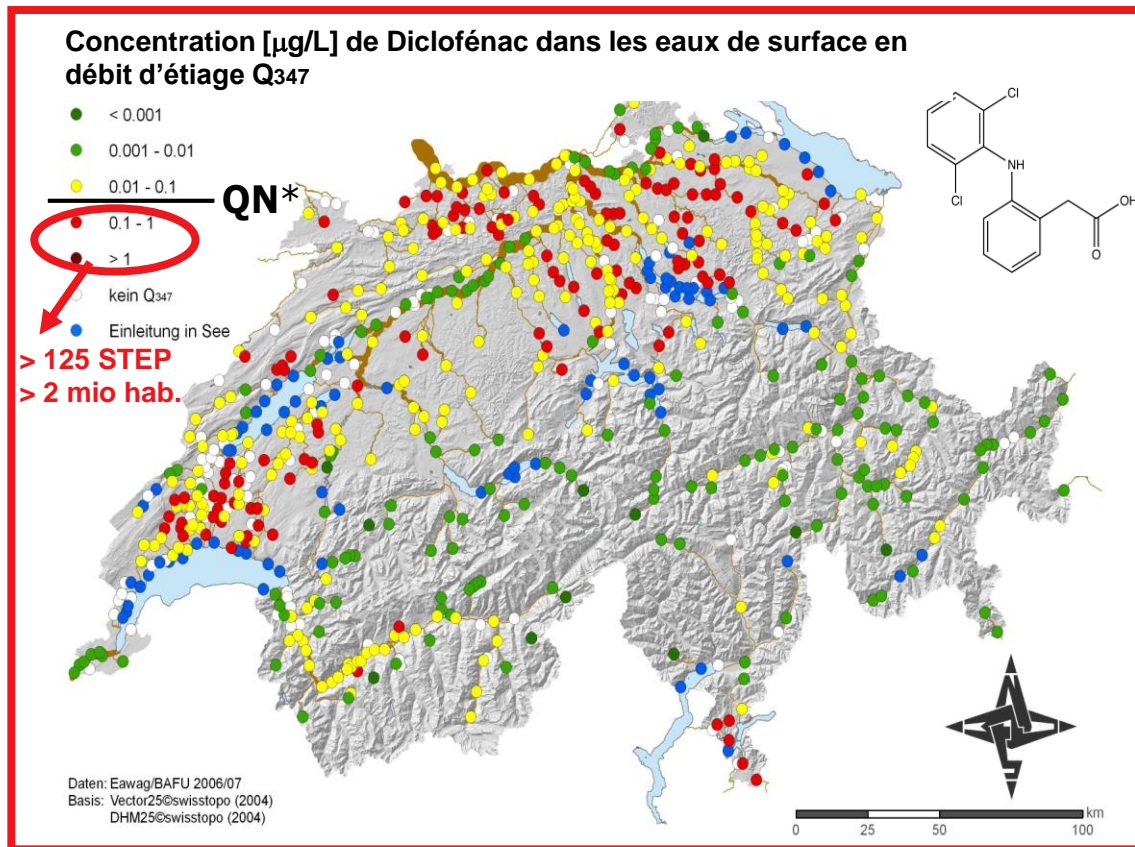 Concentration [µg/L] de Diclofénac dans les eaux de surface en
débit d’étiage Q347
< 0.001
0.001 - 0.01
0.01 - 0.1
QN*
0.1 - 1
> 1
kein Q347
Einleitung in See
> 125 STEP
> 2 mio hab.
Cl
NH
Cl
OH
O
Daten: Eawag/BAFU 2006/07
Basis: Vector25©swisstopo (2004)
DHM25©swisstopo (2004)
km
0 25 50 100